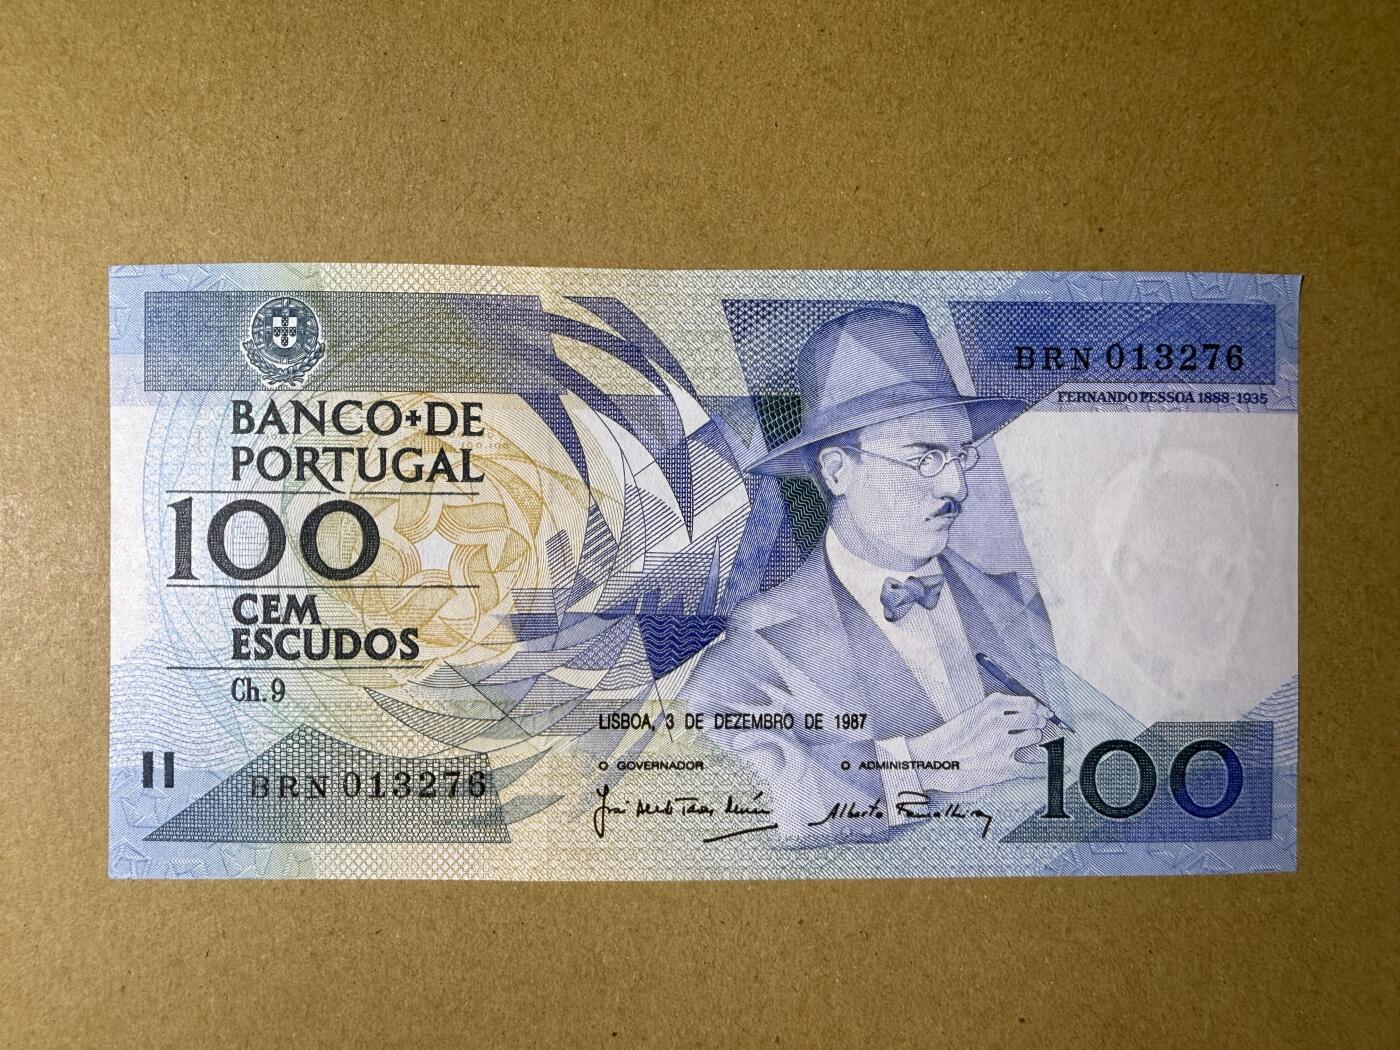 BRN 013276
FERNANDO PESSOA 1888-1935
BANCO+DE
PORTUGAL
100
CEM
ESCUDOS
Ch. 9
LISBOA, 3 DE DEZEMBRO DE 1987
O GOVERNADOR
O ADMINISTRADOR
BRN 013276
100